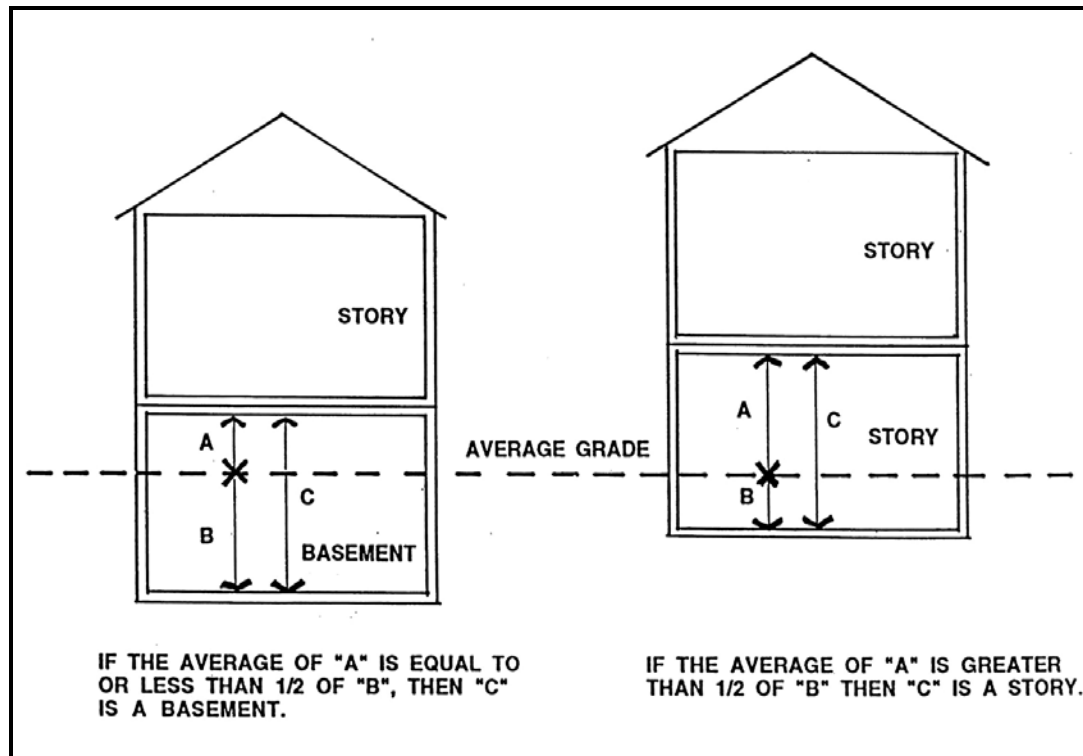 STORY
A
B
C
BASEMENT
AVERAGE GRADE
STORY
A
C
STORY
B
IF THE AVERAGE OF "A" IS EQUAL TO
OR LESS THAN 1/2 OF "B", THEN "C"
IS A BASEMENT.
IF THE AVERAGE OF "A" IS GREATER
THAN 1/2 OF "B" THEN "C" IS A STORY.